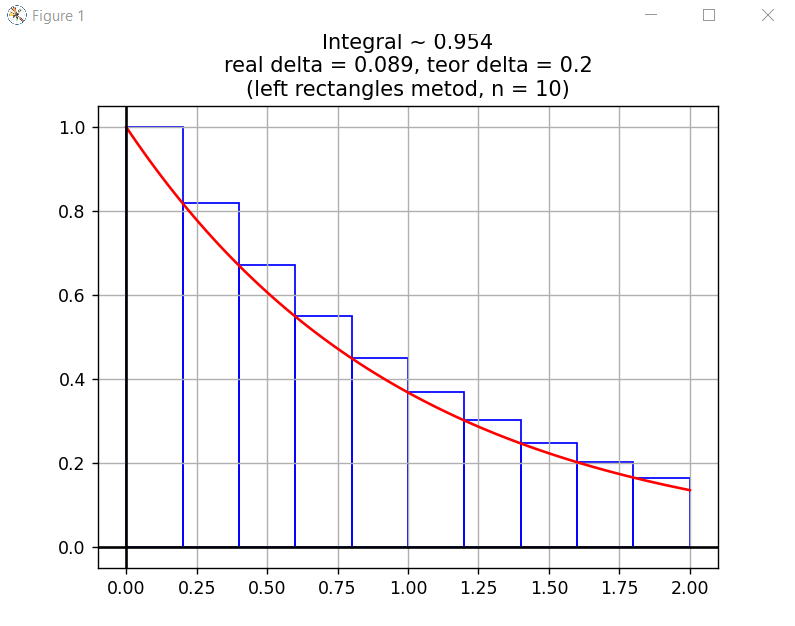 Figure 1
Integral ~ 0.954
real delta = 0.089, teor delta = 0.2
(left rectangles metod, n = 10)
1.0
0.8
0.6
0.4
0.2
0.0
0.00 0.25 0.50 0.75 1.00 1.25 1.50 1.75 2.00